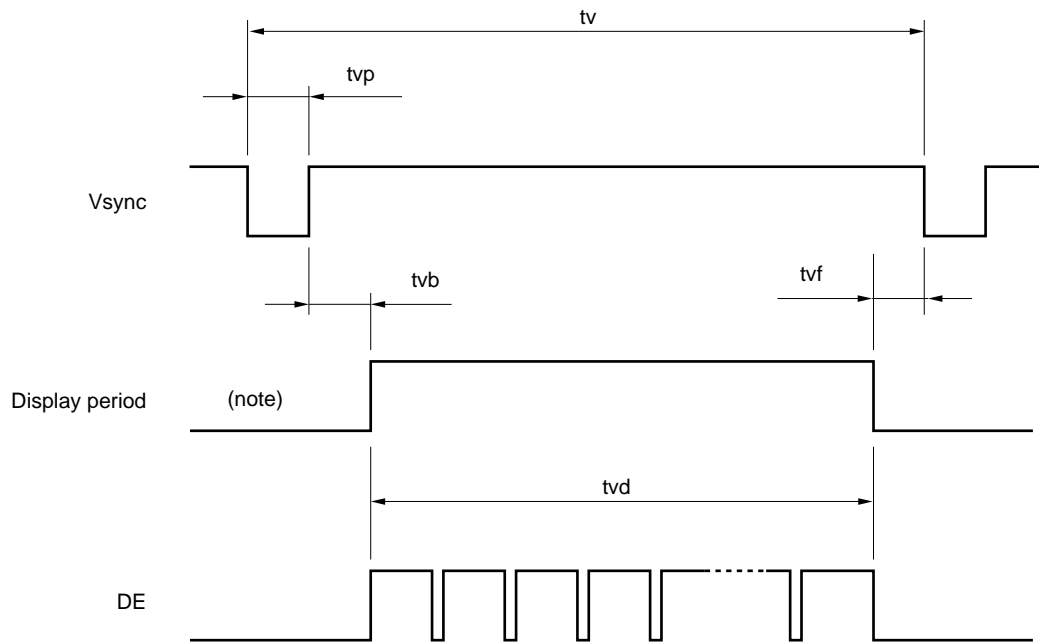 tv
tvp
Vsync
tvb
tvf
Display period
(note)
tvd
DE